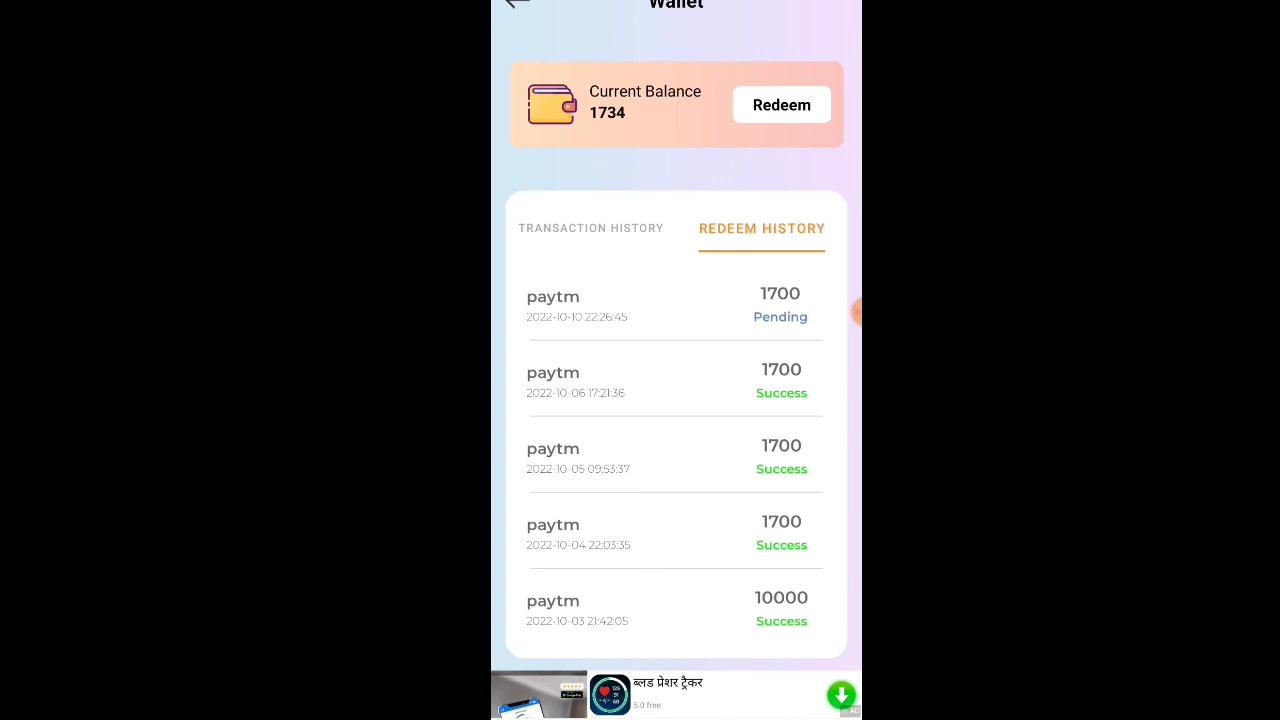 Wallet
Current Balance
1734
Redeem
TRANSACTION HISTORY
REDEEM HISTORY
paytm
1700
2022-10-10 22:26:45
Pending
paytm
1700
2022-10-06 17:21:36
Success
paytm
1700
2022-10-05 09:53:37
Success
paytm
1700
2022-10-04 22:03:35
Success
paytm
10000
2022-10-03 21:42:05
Success
ब्लड प्रेशर ट्रैकर
5.0 free
AD